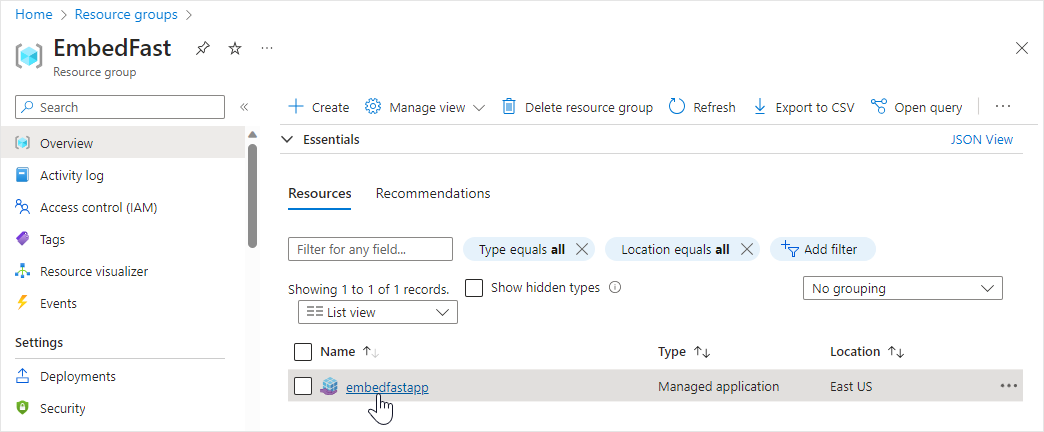 Home > Resource groups >
EmbedFast
Resource group
Search
Overview
Activity log
Access control (IAM)
Tags
Resource visualizer
Events
Settings
Deployments
Security
Create Manage view Delete resource group Refresh Export to CSV Open query
Essentials JSON View
Resources Recommendations
Filter for any field... Type equals all Location equals all Add filter
Showing 1 to 1 of 1 records. Show hidden types No grouping
List view
Name Type Location
embedfastapp Managed application East US